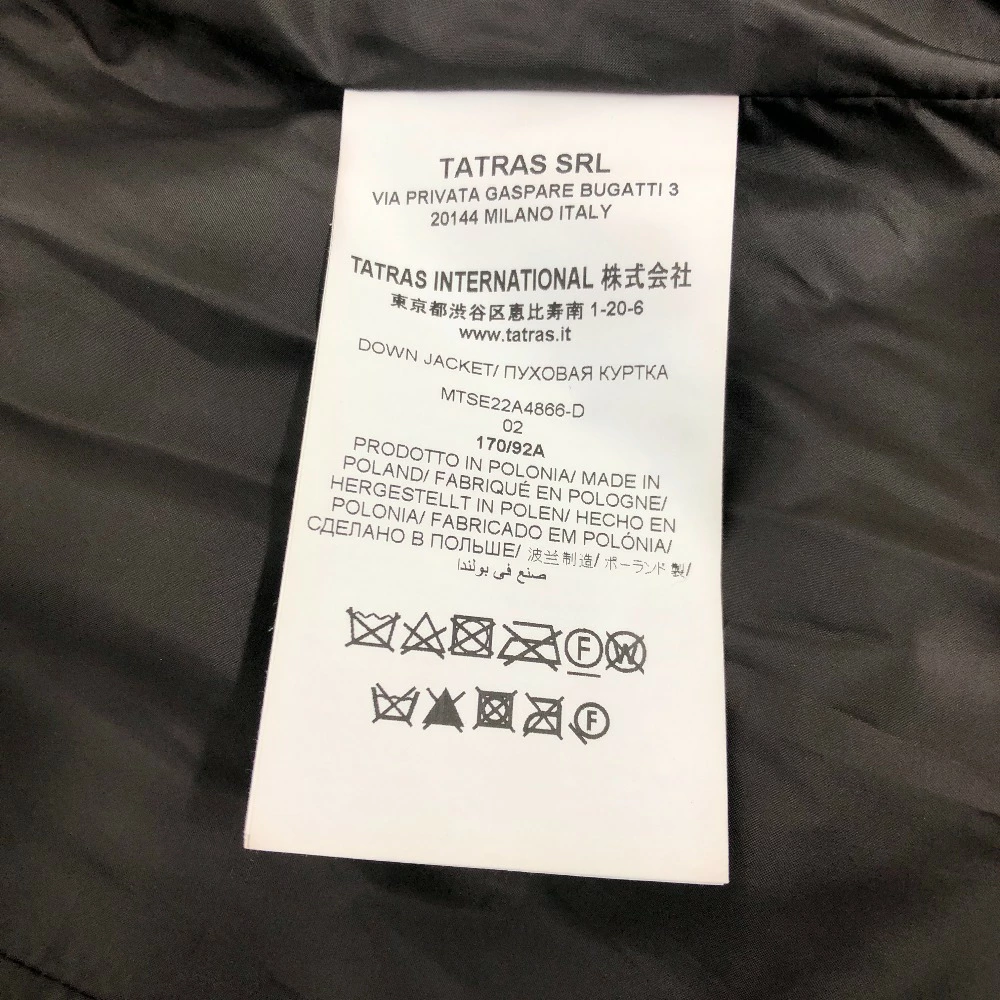 TATRAS SRL
VIA PRIVATA GASPARE BUGATTI 3
20144 MILANO ITALY
TATRAS INTERNATIONAL 株式会社
東京都渋谷区恵比寿南 1-20-6
www.tatras.it
DOWN JACKET/ ПУХОВАЯ КУРТКА
MTSE22A4866-D
02
170/92A
PRODOTTO IN POLONIA/ MADE IN
POLAND/ FABRIQUÉ EN POLOGNE/
HERGESTELLT IN POLEN/ HECHO EN
POLONIA/ FABRICADO EM POLÓNIA/
СДЕЛАНО В ПОЛЬШЕ/ 波兰制造/ ポーランド製/
صنع في بولندا
F W
F